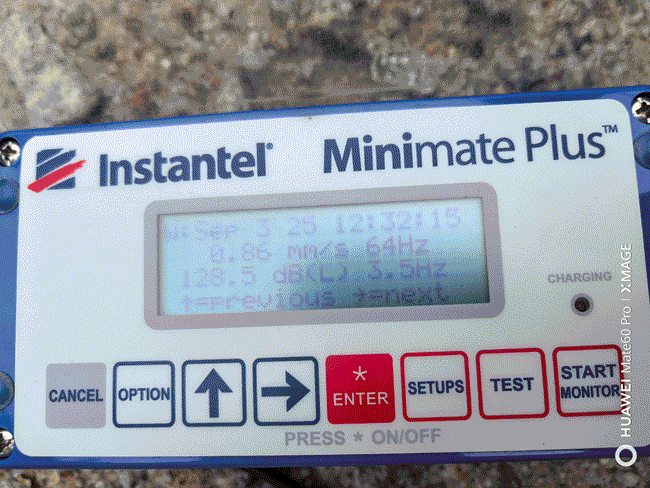 Instantel®
Minimate Plus™
W:Sep 3 25 12:32:15
0.86 mm/s 64Hz
128.5 dB(L) 3.5Hz
↑=previous →=next
CHARGING
CANCEL
OPTION
*
ENTER
SETUPS
TEST
START
MONITOR
PRESS * ON/OFF
HUAWEI Mate60 Pro | XMAGE